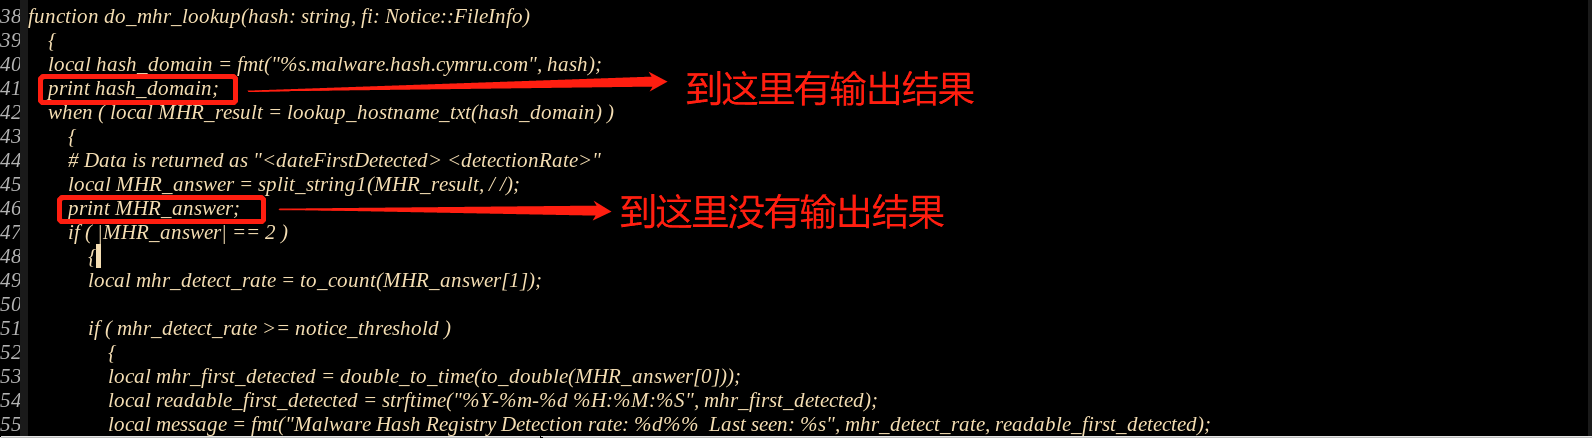 38 function do_mhr_lookup(hash: string, fi: Notice::FileInfo)
39 {
40 local hash_domain = fmt("%s.malware.hash.cymru.com", hash);
41 print hash_domain; 到这里有输出结果
42 when ( local MHR_result = lookup_hostname_txt(hash_domain) )
43 {
44 # Data is returned as "<dateFirstDetected> <detectionRate>"
45 local MHR_answer = split_string1(MHR_result, / /);
46 print MHR_answer; 到这里没有输出结果
47 if ( |MHR_answer| == 2 )
48 {
49 local mhr_detect_rate = to_count(MHR_answer[1]);
50
51 if ( mhr_detect_rate >= notice_threshold )
52 {
53 local mhr_first_detected = double_to_time(to_double(MHR_answer[0]));
54 local readable_first_detected = strftime("%Y-%m-%d %H:%M:%S", mhr_first_detected);
55 local message = fmt("Malware Hash Registry Detection rate: %d%%  Last seen: %s", mhr_detect_rate, readable_first_detected);